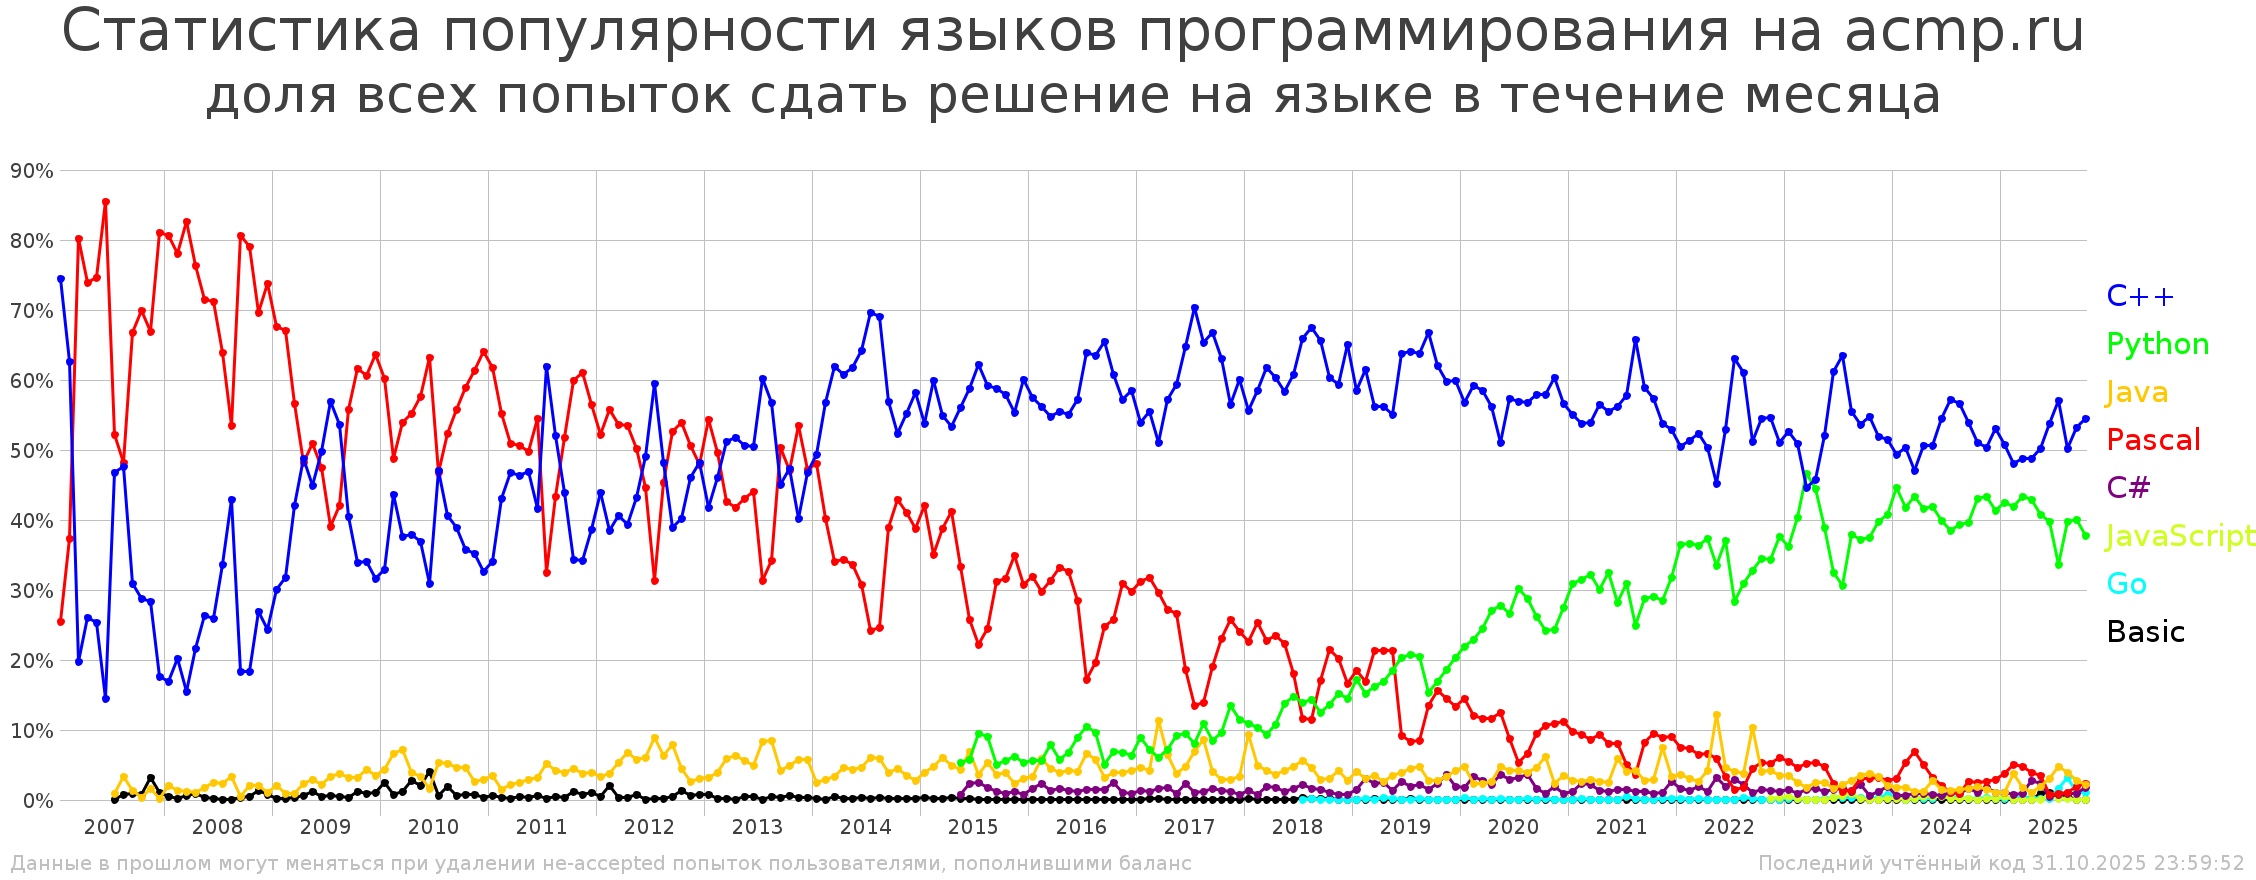 Статистика популярности языков программирования на acmp.ru
доля всех попыток сдать решение на языке в течение месяца
90%
80%
70%
60%
50%
40%
30%
20%
10%
0%
C++
Python
Java
Pascal
C#
JavaScript
Go
Basic
2007 2008 2009 2010 2011 2012 2013 2014 2015 2016 2017 2018 2019 2020 2021 2022 2023 2024 2025
Данные в прошлом могут меняться при удалении не-accepted попыток пользователями, пополнившими баланс
Последний учтённый код 31.10.2025 23:59:52